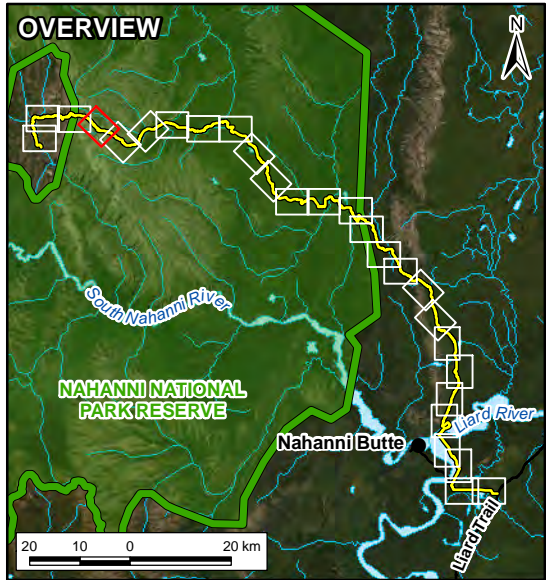 OVERVIEW
N
South Nahanni River
NAHANNI NATIONAL
PARK RESERVE
Liard River
Nahanni Butte
Liard Trail
20 10 0 20 km